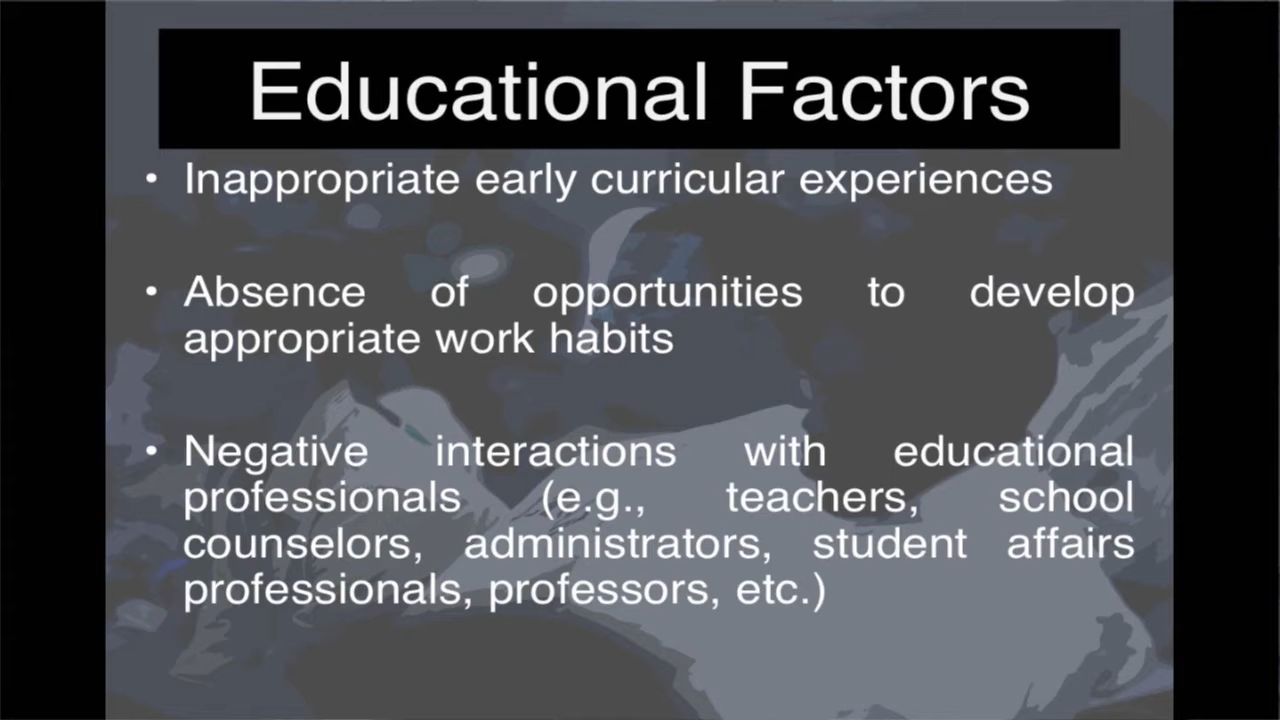 Educational Factors
• Inappropriate early curricular experiences
• Absence of opportunities to develop
appropriate work habits
• Negative interactions with educational
professionals (e.g., teachers, school
counselors, administrators, student affairs
professionals, professors, etc.)